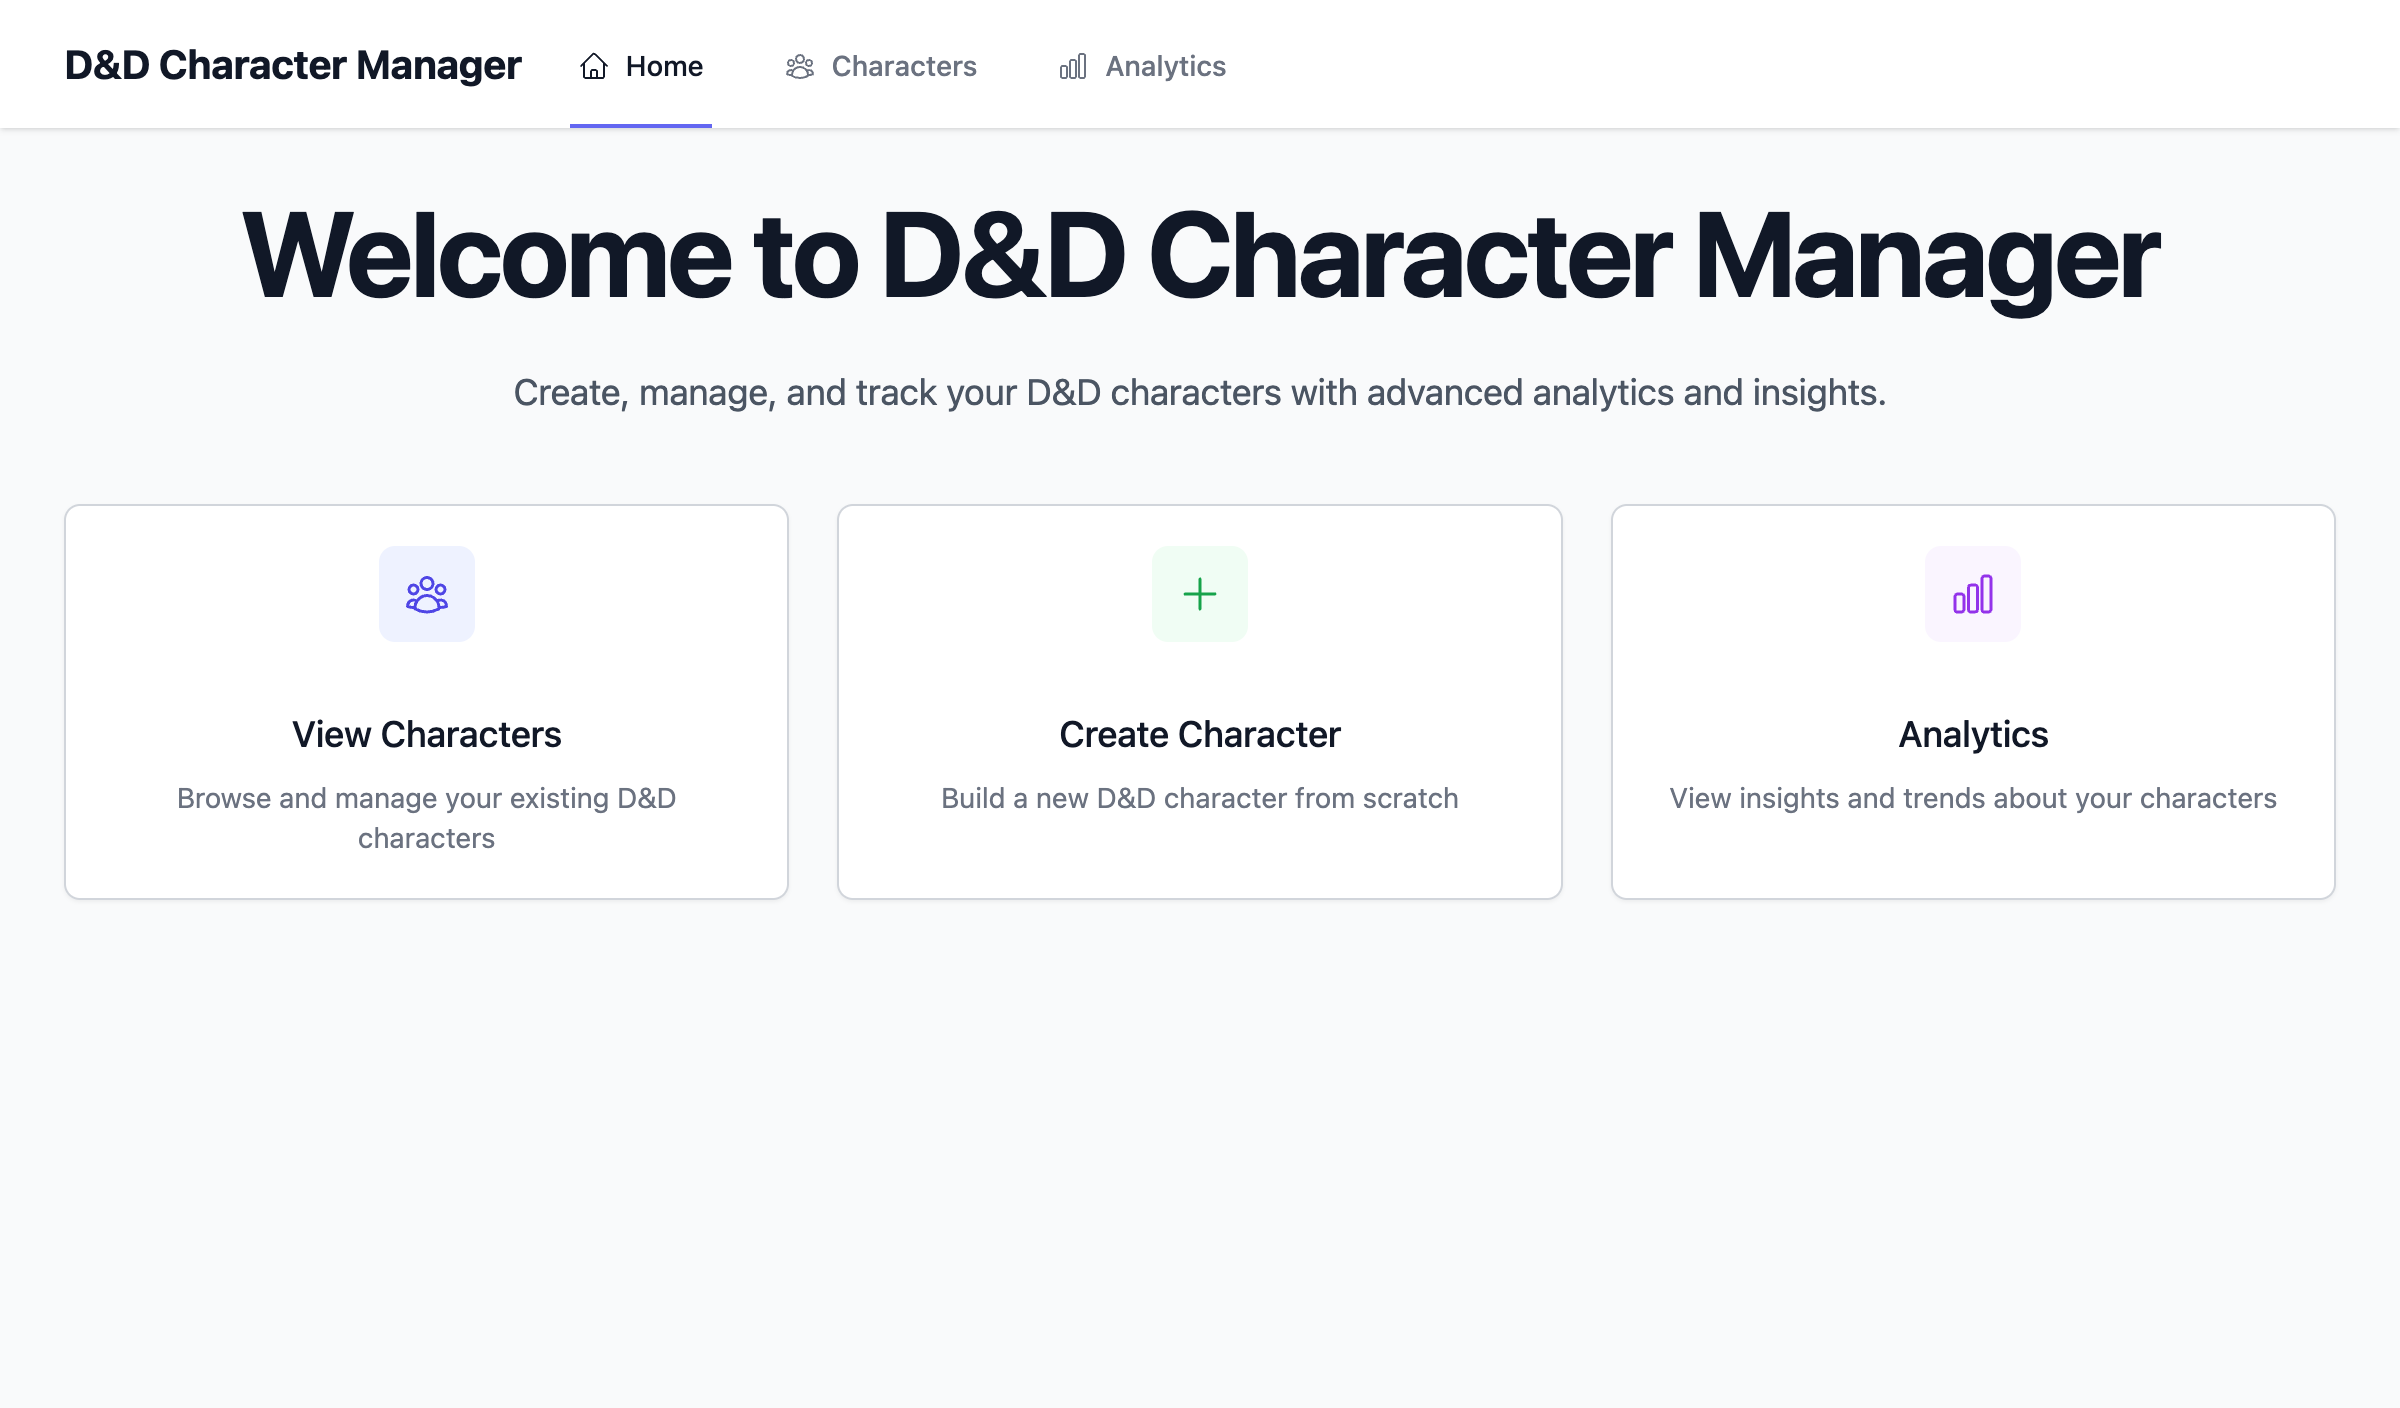 D&D Character Manager
Home
Characters
Analytics
Welcome to D&D Character Manager
Create, manage, and track your D&D characters with advanced analytics and insights.
View Characters
Browse and manage your existing D&D
characters
Create Character
Build a new D&D character from scratch
Analytics
View insights and trends about your characters